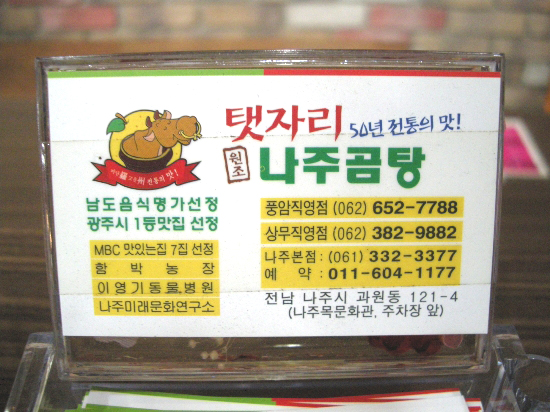 탯자리 50년 전통의 맛!
원조 나주곰탕
남도음식명가선정
광주시 1등맛집 선정
MBC 맛있는집 7집 선정
함 박 농 장
이영기동물병원
나주미래문화연구소
풍암직영점 (062) 652-7788
상무직영점 (062) 382-9882
나주본점 : (061) 332-3377
예 약 : 011-604-1177
전남 나주시 과원동 121-4
(나주목문화관, 주차장 앞)